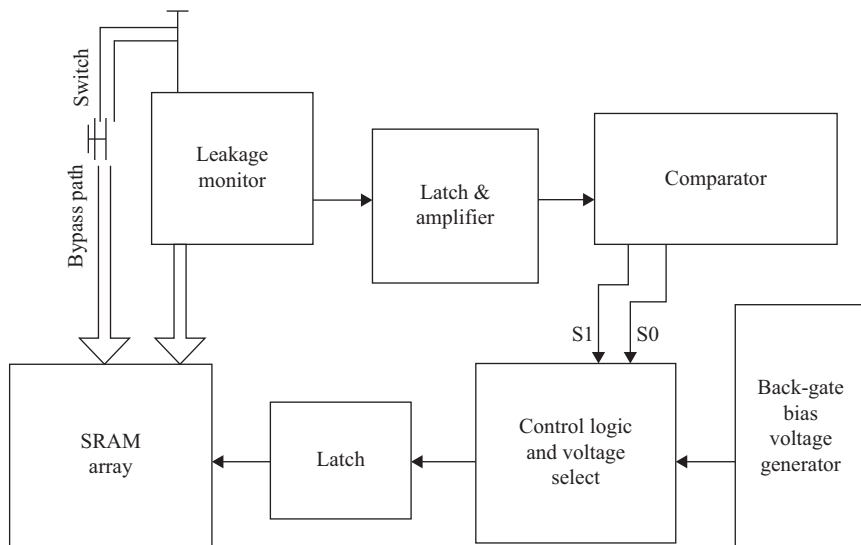 Switch
Bypass path
Leakage
monitor
Latch &
amplifier
Comparator
S1
S0
SRAM
array
Latch
Control logic
and voltage
select
Back-gate
bias
voltage
generator